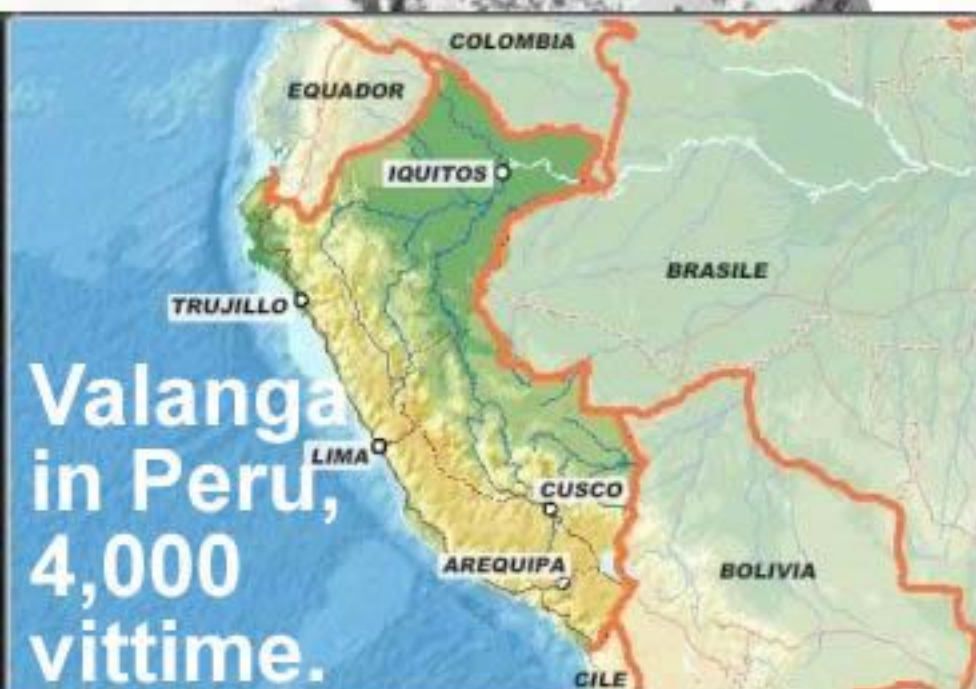 COLOMBIA
EQUADOR
IQUITOS
BRASILE
TRUJILLO
Valanga
in Peru,
4,000
vittime.
LIMA
CUSCO
AREQUIPA
BOLIVIA
CILE